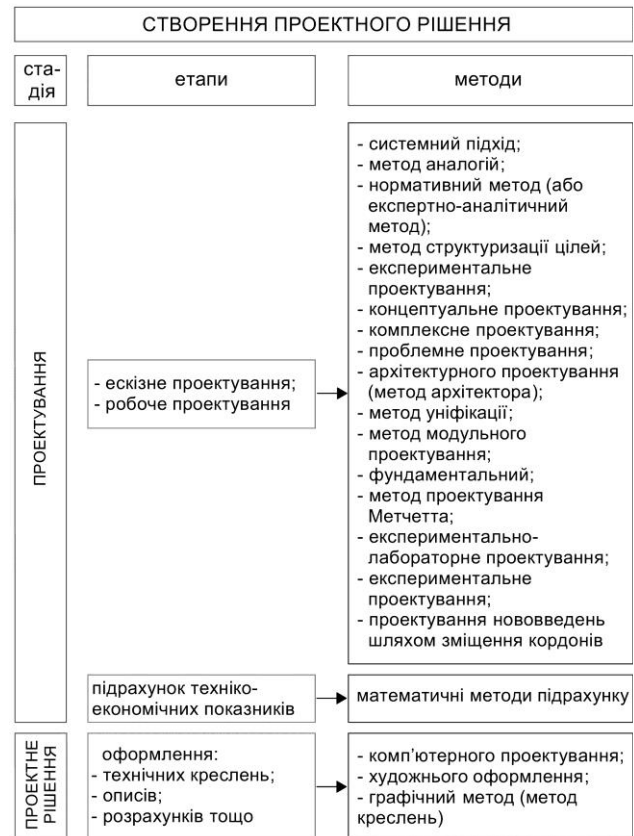 СТВОРЕННЯ ПРОЕКТНОГО РІШЕННЯ
ста-
дія
етапи
методи
ПРОЕКТУВАННЯ
- ескізне проектування;
- робоче проектування
- системний підхід;
- метод аналогій;
- нормативний метод (або
експертно-аналітичний
метод);
- метод структуризації цілей;
- експериментальне
проектування;
- концептуальне проектування;
- комплексне проектування;
- проблемне проектування;
- архітектурного проектування
(метод архітектора);
- метод уніфікації;
- метод модульного
проектування;
- фундаментальний;
- метод проектування
Метчетта;
- експериментально-
лабораторне проектування;
- експериментальне
проектування;
- проектування нововведень
шляхом зміщення кордонів
підрахунок техніко-
економічних показників
математичні методи підрахунку
ПРОЕКТНЕ
РІШЕННЯ
оформлення:
- технічних креслень;
- описів;
- розрахунків тощо
- комп’ютерного проектування;
- художнього оформлення;
- графічний метод (метод
креслень)